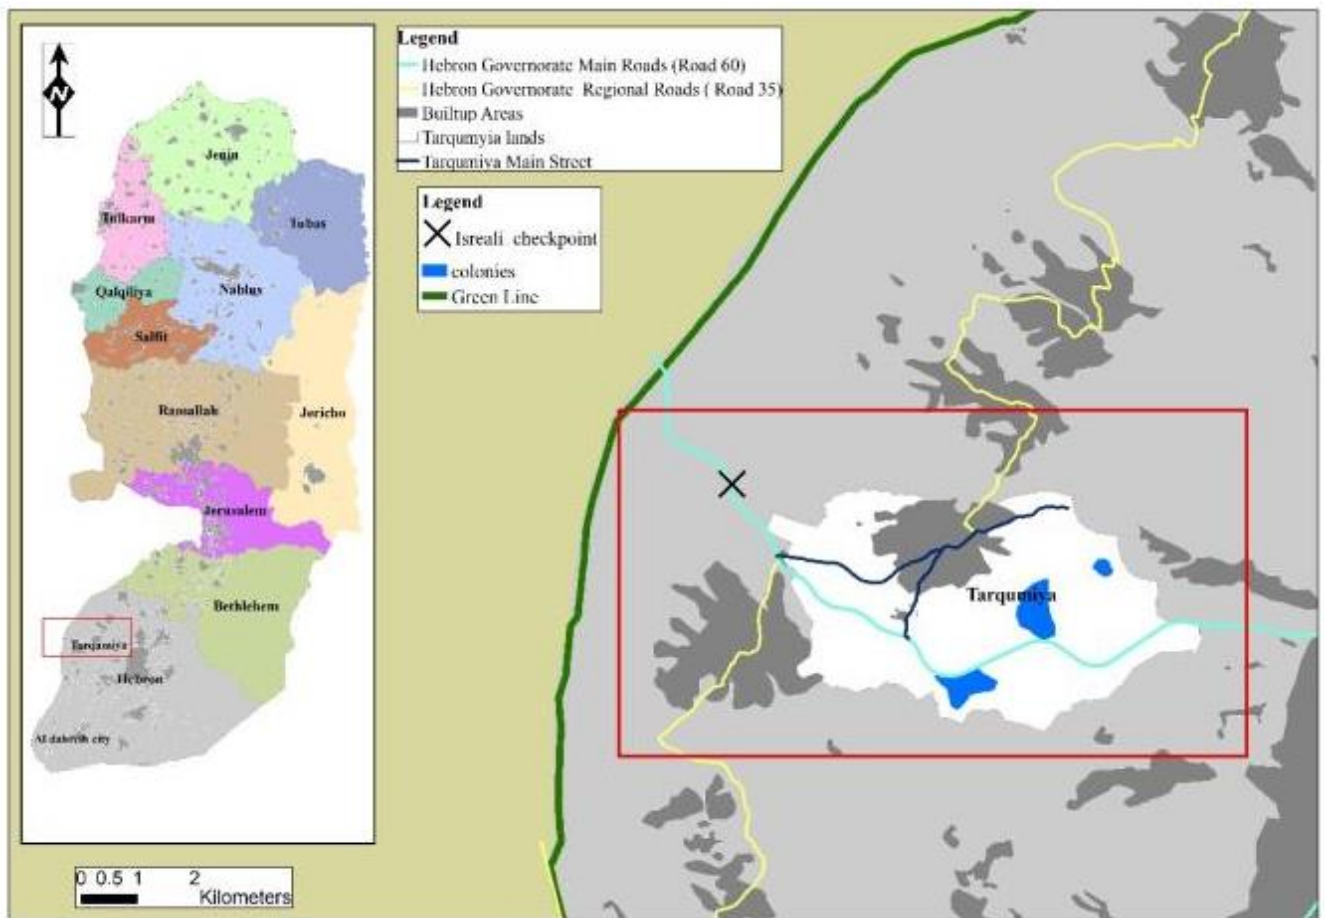 N
Jenin
Tulkarm
Tubas
Qalqiliya
Nablus
Salfit
Ramallah
Jericho
Jerusalem
Bethlehem
Tarqumiya
Hebron
Al dahirih city
0 0.5 1 2
Kilometers
Legend
Hebron Governorate Main Roads (Road 60)
Hebron Governorate Regional Roads ( Road 35)
Builtup Areas
Tarqumyia lands
Tarqumiya Main Street
Legend
Isreali checkpoint
colonies
Green Line
Tarqumiya